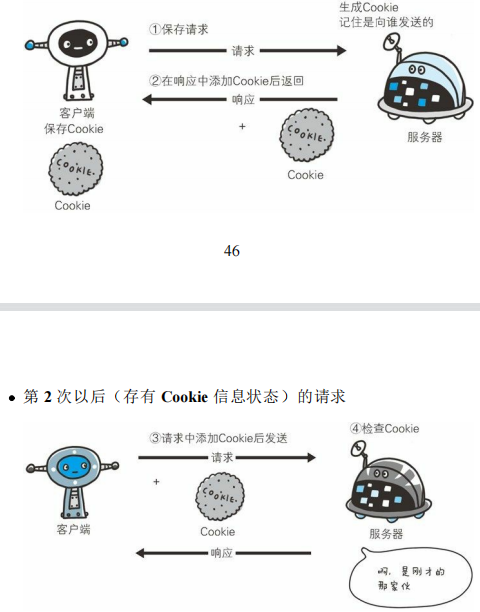 生成Cookie
记住是向谁发送的
①保存请求
请求
②在响应中添加Cookie后返回
响应
+
客户端
保存Cookie
COOKIE
Cookie
COOKIE
Cookie
服务器
46
• 第 2 次以后（存有 Cookie 信息状态）的请求
③请求中添加Cookie后发送
请求
④检查Cookie
+
COOKIE
Cookie
客户端
服务器
响应
啊，是刚才的
那家伙